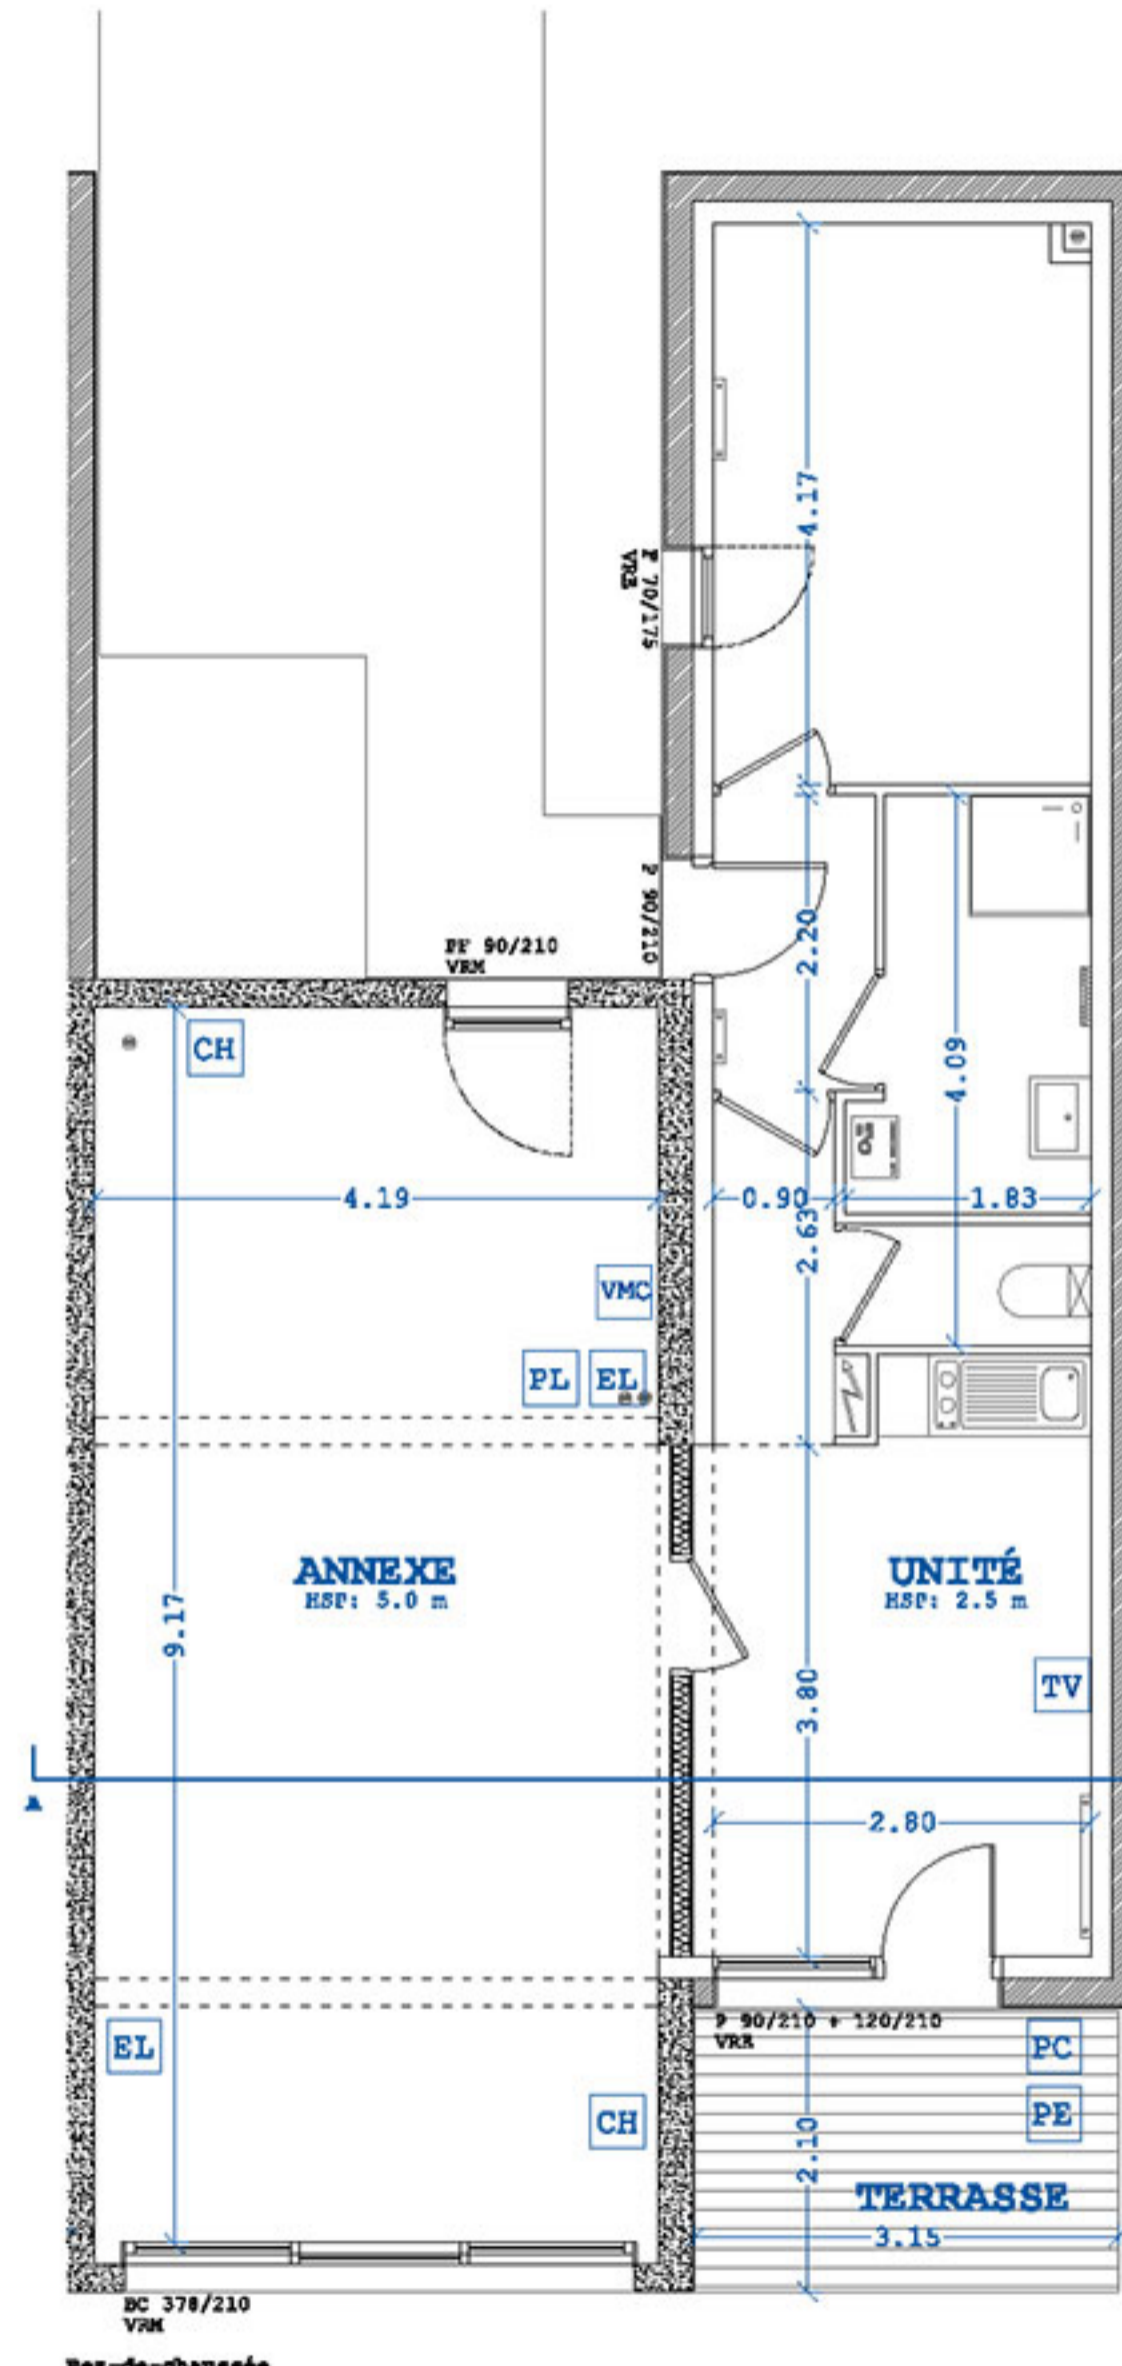 4.17
F 70/175
VRE
2.20
P 90/210
PF 90/210
VRM
CH
4.09
4.19
0.90
1.83
2.63
VMC
PL
EL
ANNEXE
HSP: 5.0 m
UNITÉ
HSP: 2.5 m
9.17
TV
3.80
A
2.80
P 90/210 + 120/210
VRE
EL
PC
PE
CH
2.10
TERRASSE
3.15
BC 378/210
VRM
Rez-de-chaussée